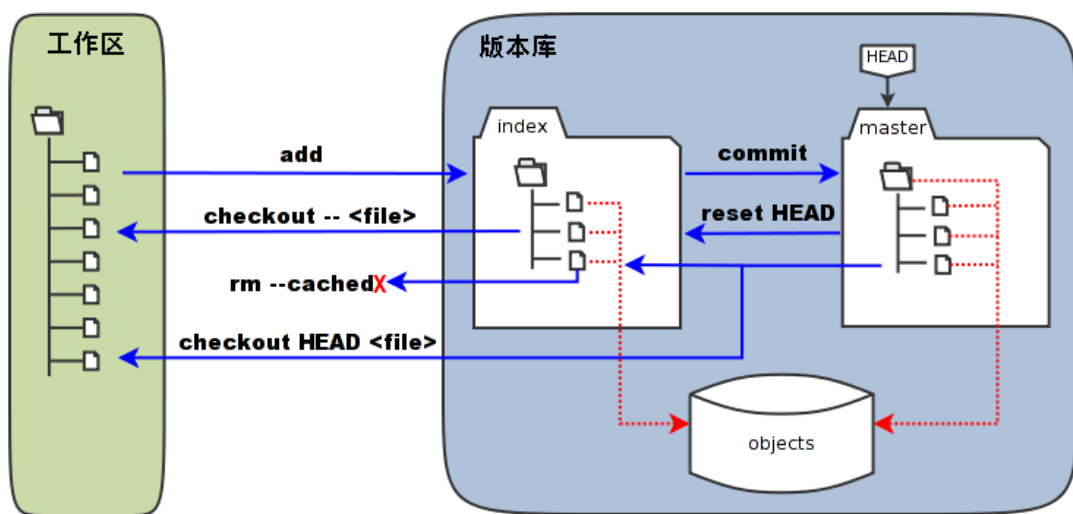 工作区
版本库
HEAD
index
master
add
commit
checkout -- <file>
reset HEAD
rm --cachedX
checkout HEAD <file>
objects